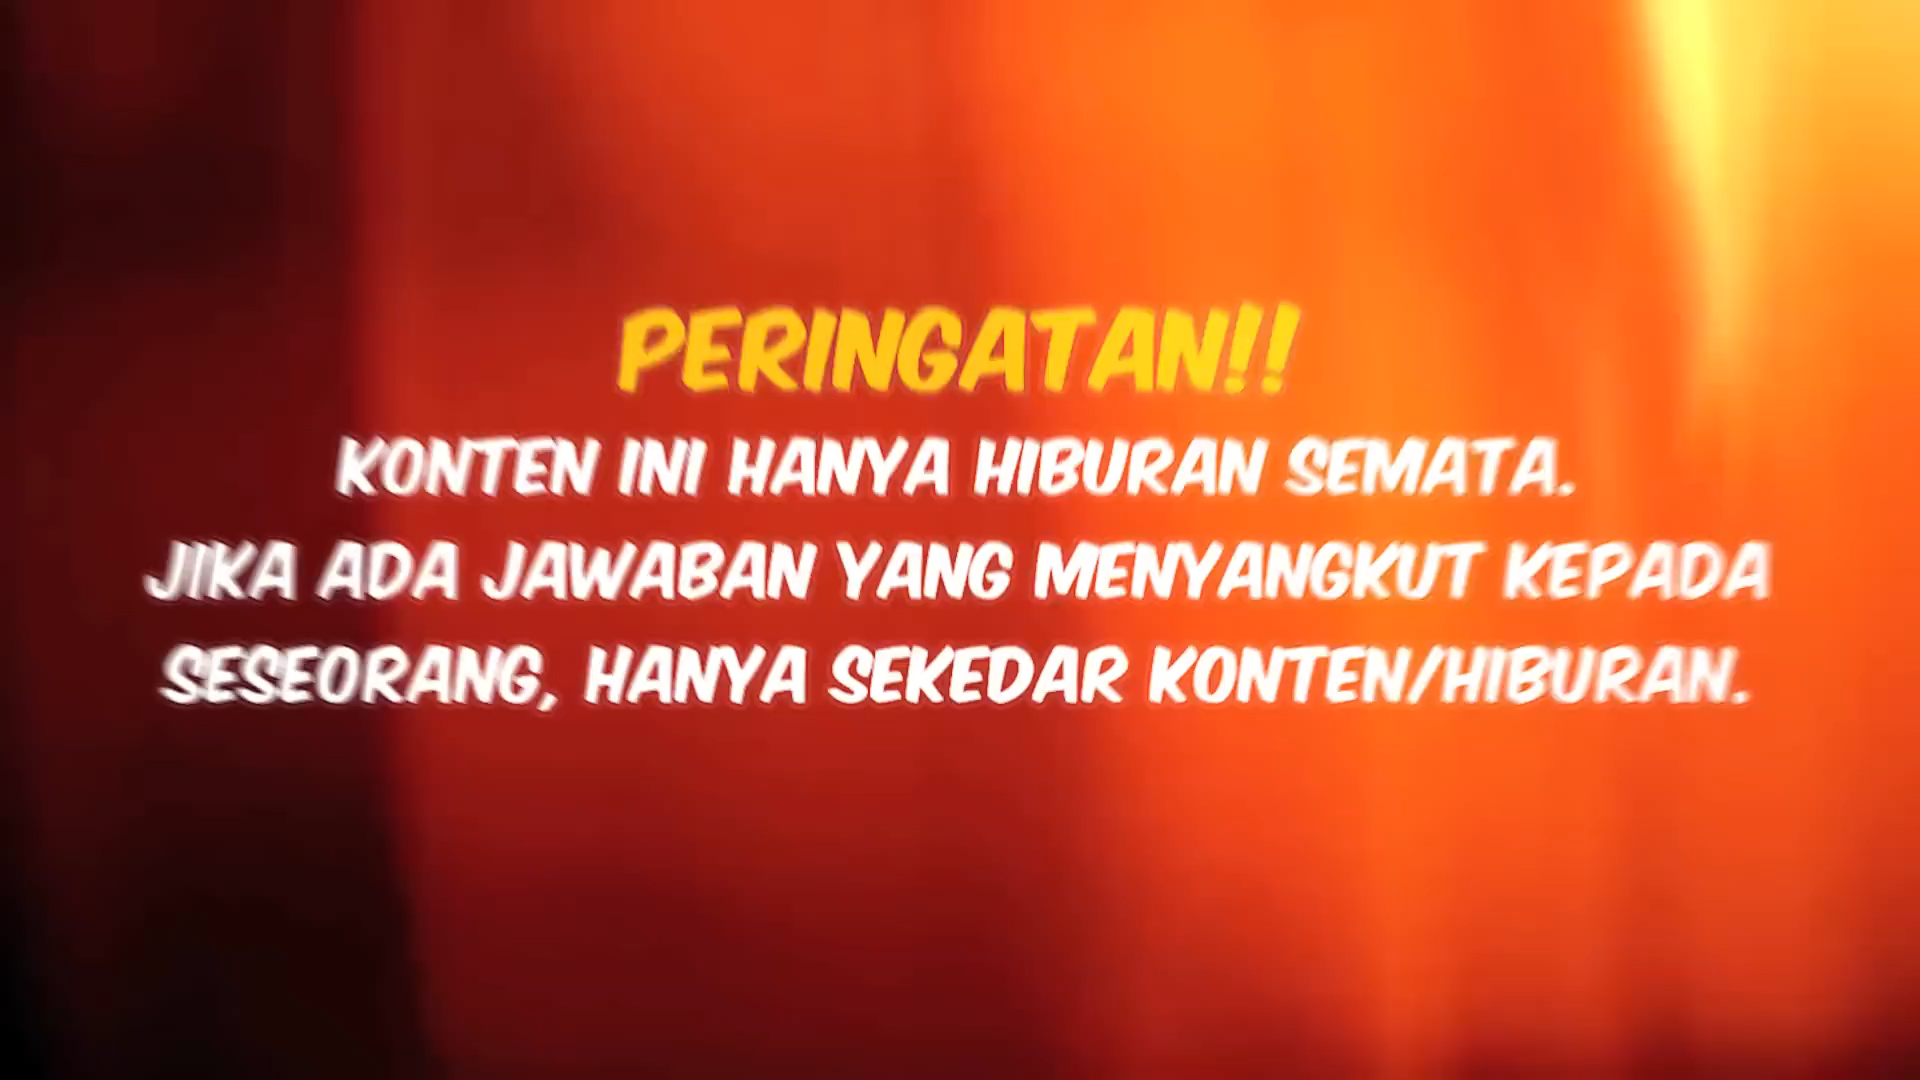 PERINGATAN!!
KONTEN INI HANYA HIBURAN SEMATA.
JIKA ADA JAWABAN YANG MENYANGKUT KEPADA
SESEORANG, HANYA SEKEDAR KONTEN/HIBURAN.